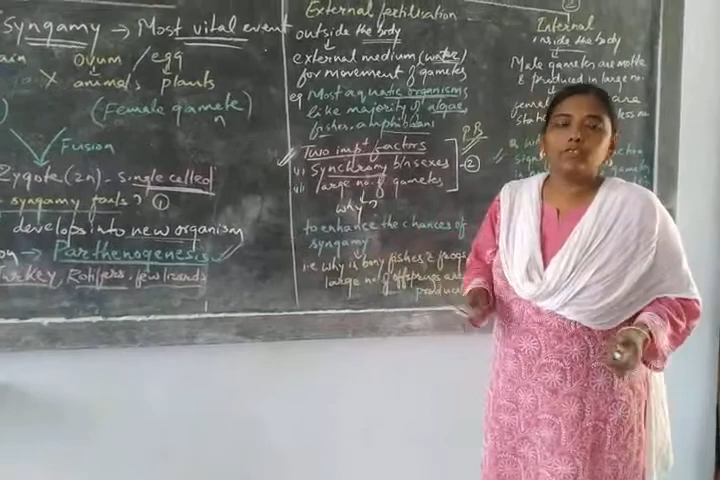 Syngamy → Most vital event
Ovum / egg
animals plants
(Female gamete)
n
Fusion
Zygote (2n) - single celled
syngamy fails? ①
develops into new organism
Parthenogenesis
Turkey, Rotifers, few lizards
External fertilisation
outside the body
external medium (water)
for movement of gametes
eg Most aquatic organisms
like majority of algae
fishes, amphibians
Two impt factors
i) Synchrony b/n sexes
ii) large no. of gametes
②
why
to enhance the chances of
syngamy
i.e why is bony fishes & frogs
large no. of offsprings are
produced
②
Internal
inside the body
Male gametes are motile
& produced in large no.